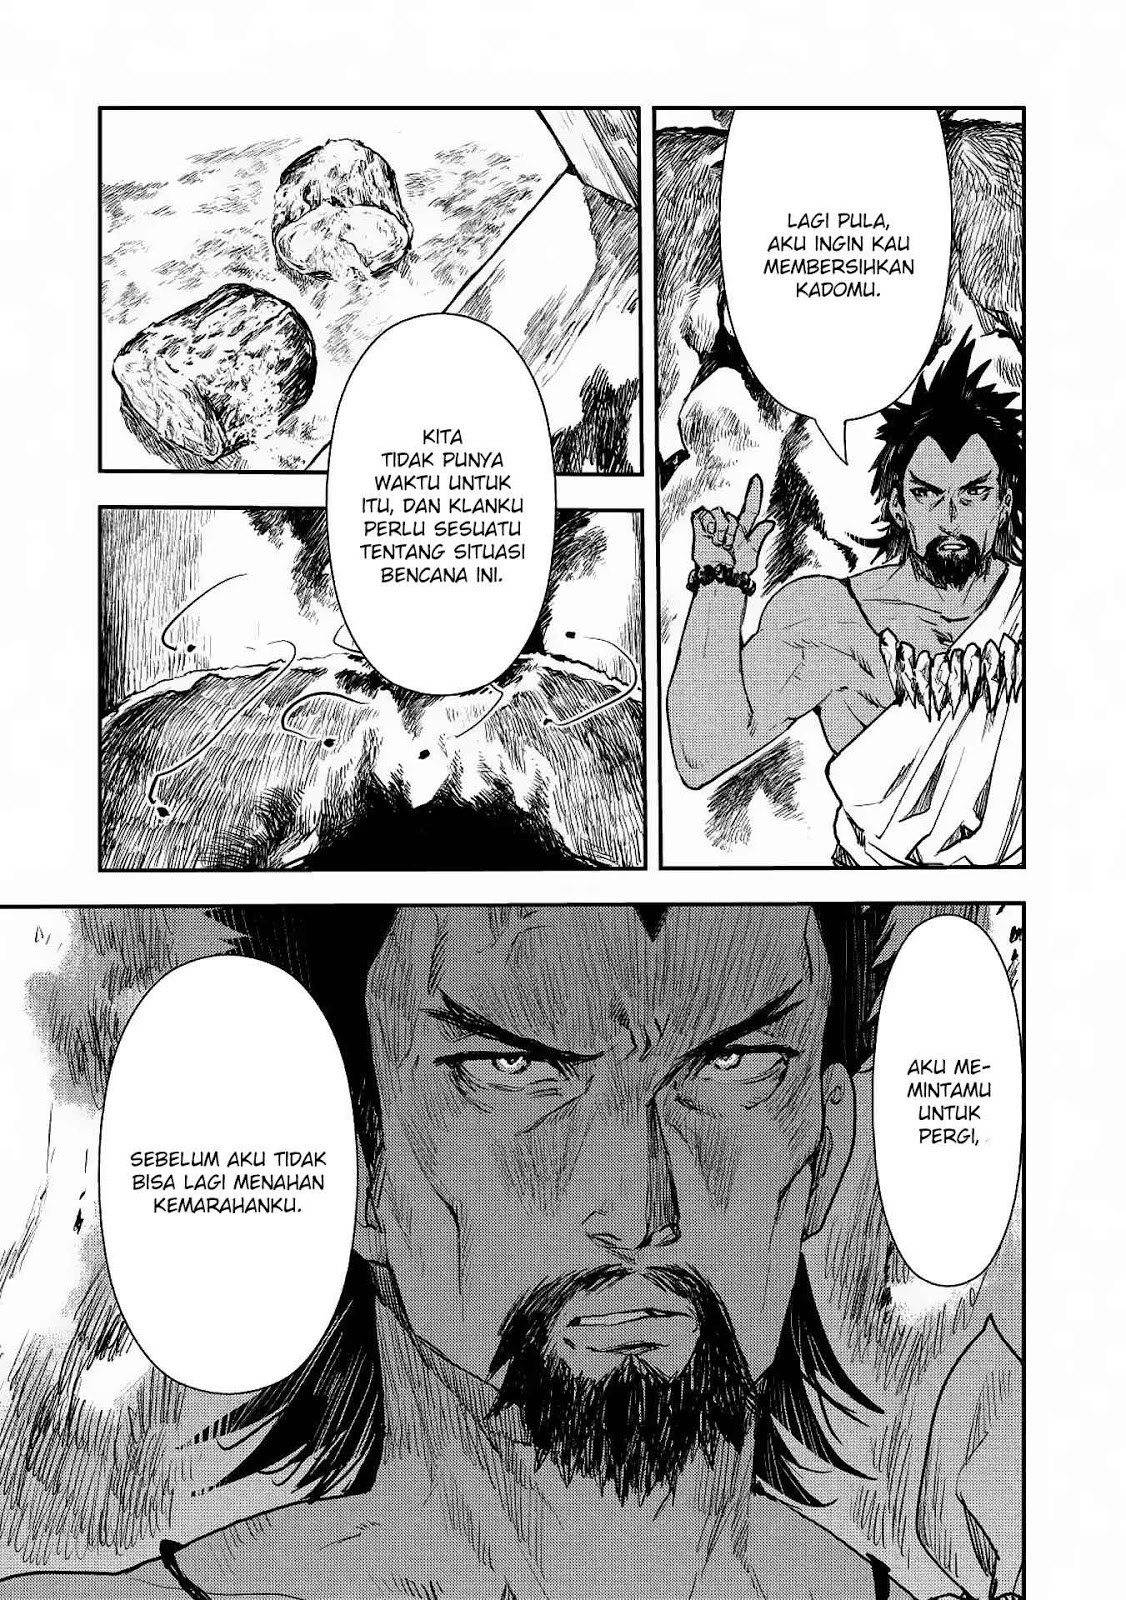 LAGI PULA,
AKU INGIN KAU
MEMBERSIHKAN
KADOMU.
KITA
TIDAK PUNYA
WAKTU UNTUK
ITU, DAN KLANKU
PERLU SESUATU
TENTANG SITUASI
BENCANA INI.
AKU ME-
MINTAMU
UNTUK
PERGI,
SEBELUM AKU TIDAK
BISA LAGI MENAHAN
KEMARAHANKU.